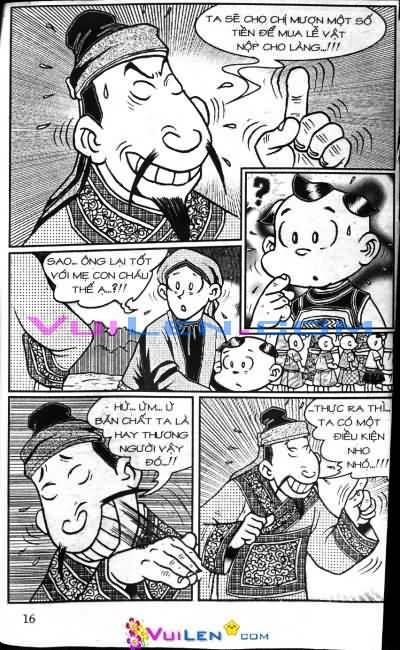 TA SẼ CHO CHỊ MƯỢN MỘT SỐ
TIỀN ĐỂ MUA LỄ VẬT
NỘP CHO LÀNG...!!!
?
SAO... ÔNG LẠI TỐT
VỚI MẸ CON CHÁU
THẾ Ạ...?!!
VUILEN.COM
- HỪ... ỪM... Ừ
BẢN CHẤT TA LÀ
HAY THƯƠNG
NGƯỜI VẬY
ĐÓ...!!
...THỰC RA THÌ...
TA CÓ MỘT
ĐIỀU KIỆN
NHO
NHỎ...!!!
16
VUILEN COM